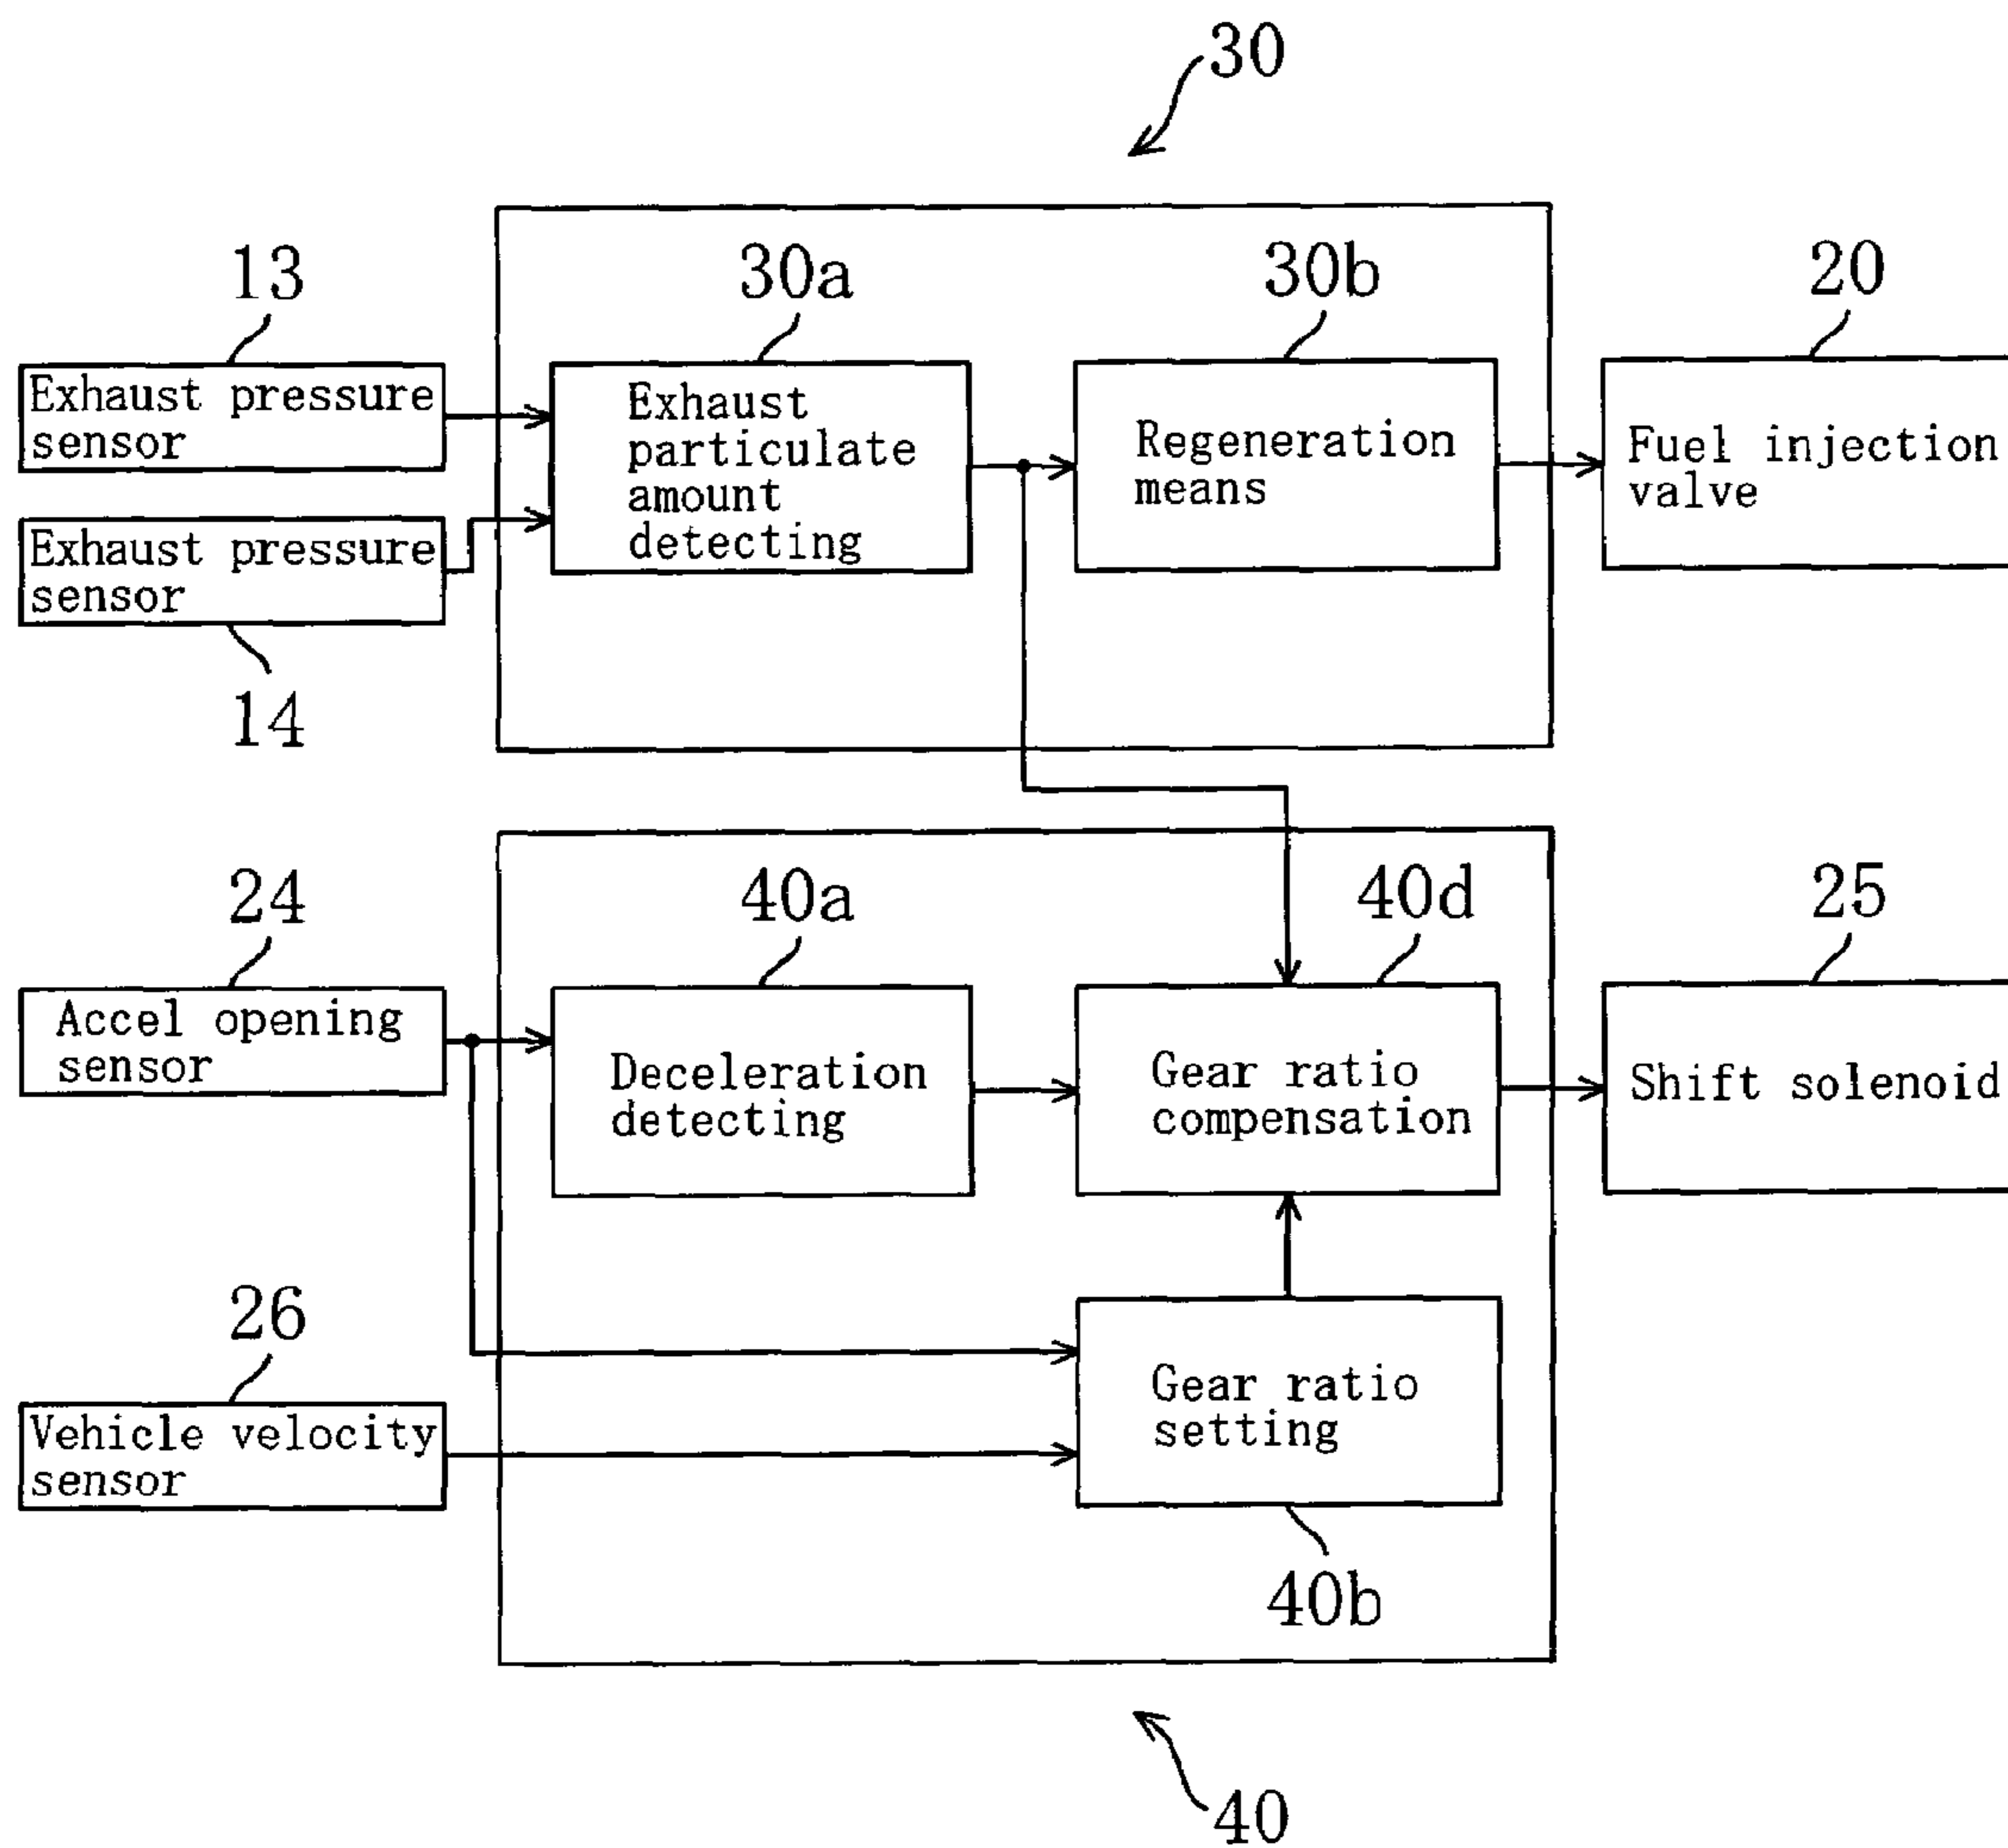 30
13
30a
30b
20
Exhaust pressure
sensor
Exhaust
particulate
amount
detecting
Regeneration
means
Fuel injection
valve
Exhaust pressure
sensor
14
24
40a
40d
25
Accel opening
sensor
Deceleration
detecting
Gear ratio
compensation
Shift solenoid
26
Vehicle velocity
sensor
Gear ratio
setting
40b
40